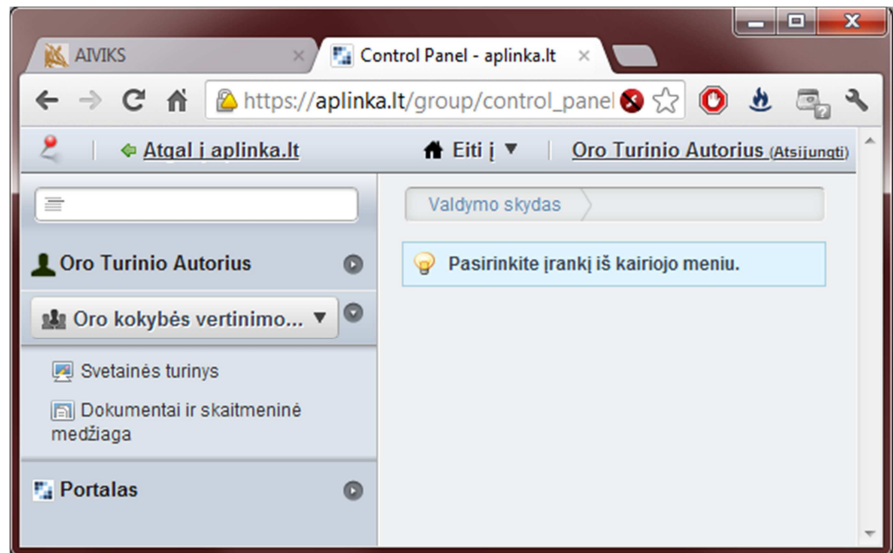 AIVIKS
Control Panel - aplinka.lt
https://aplinka.lt/group/control_panel
Atgal į aplinka.lt
Eiti į
Oro Turinio Autorius (Atsijungti)
Valdymo skydas
Oro Turinio Autorius
Pasirinkite įrankį iš kairiojo meniu.
Oro kokybės vertinimo...
Svetainės turinys
Dokumentai ir skaitmeninė
medžiaga
Portalas